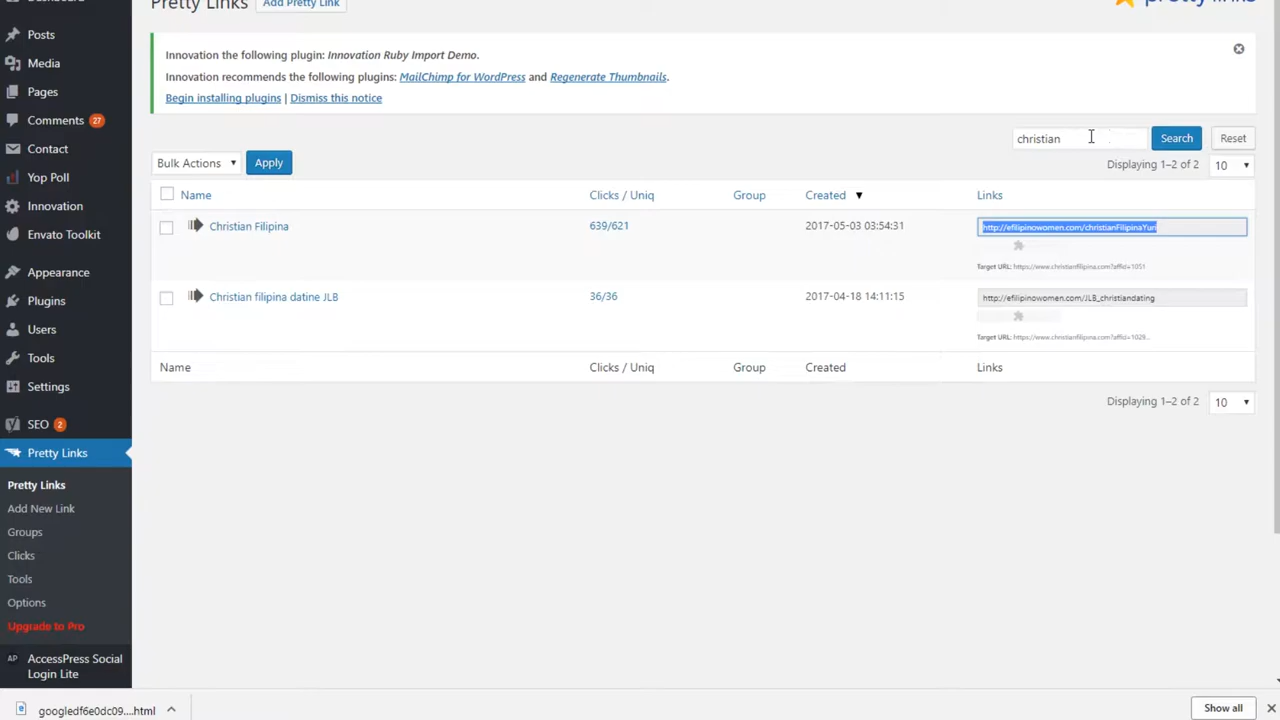 Dashboard
Pretty Links Add Pretty Link
pretty links
Posts
Media
Pages
Comments 27
Contact
Yop Poll
Innovation
Envato Toolkit
Appearance
Plugins
Users
Tools
Settings
SEO 2
Pretty Links
Pretty Links
Add New Link
Groups
Clicks
Tools
Options
Upgrade to Pro
AP AccessPress Social
Login Lite
Innovation the following plugin: Innovation Ruby Import Demo.
Innovation recommends the following plugins: MailChimp for WordPress and Regenerate Thumbnails.
Begin installing plugins | Dismiss this notice
christian Search Reset
Bulk Actions Apply
Displaying 1–2 of 2 10
Name Clicks / Uniq Group Created Links
Christian Filipina 639/621 2017-05-03 03:54:31 http://efilipinowomen.com/christianFilipinaYuri
Target URL: https://www.christianfilipina.com?affid=1051
Christian filipina datine JLB 36/36 2017-04-18 14:11:15 http://efilipinowomen.com/JLB_christiandating
Target URL: https://www.christianfilipina.com?affid=1029...
Name Clicks / Uniq Group Created Links
Displaying 1–2 of 2 10
googledf6e0dc09....html
Show all